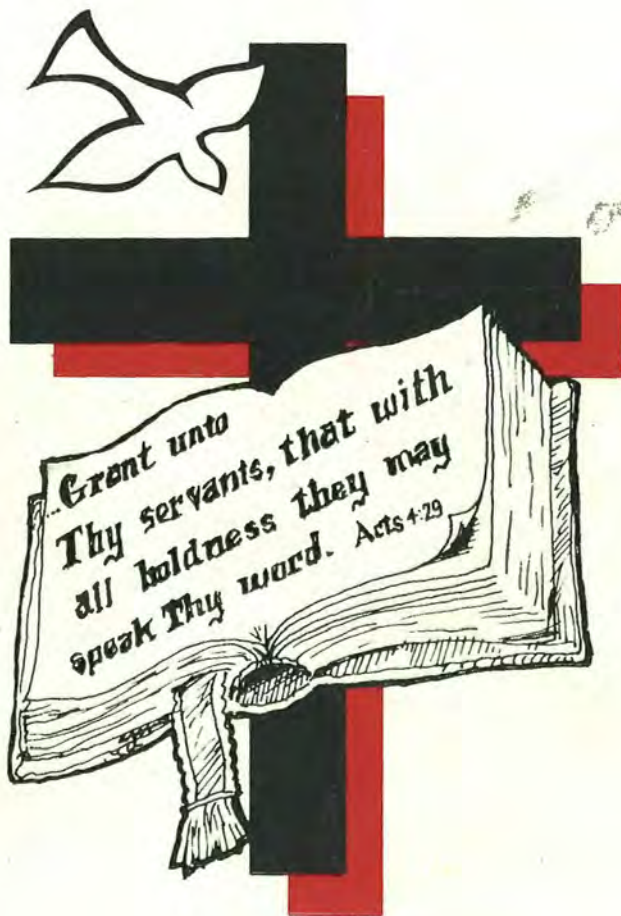 ...Grant unto
Thy servants, that with
all boldness they may
speak Thy word. Acts 4:29